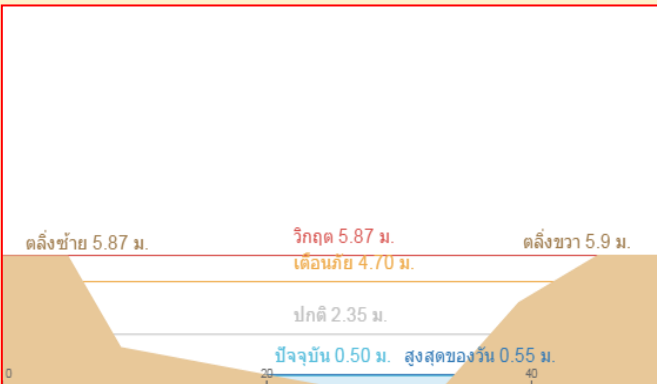 วิกฤต 5.87 ม.
ตลิ่งซ้าย 5.87 ม.
ตลิ่งขวา 5.9 ม.
เตือนภัย 4.70 ม.
ปกติ 2.35 ม.
ปัจจุบัน 0.50 ม. สูงสุดของวัน 0.55 ม.
0 20 40